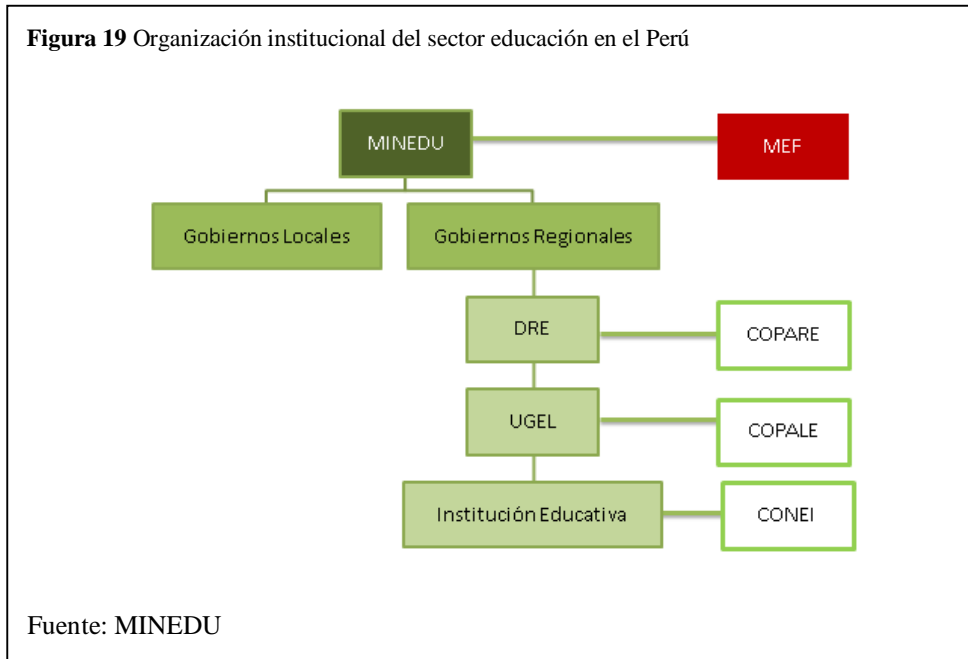 Figura 19 Organización institucional del sector educación en el Perú
MINEDU
MEF
Gobiernos Locales
Gobiernos Regionales
DRE
COPARE
UGEL
COPALE
Institución Educativa
CONEI
Fuente: MINEDU